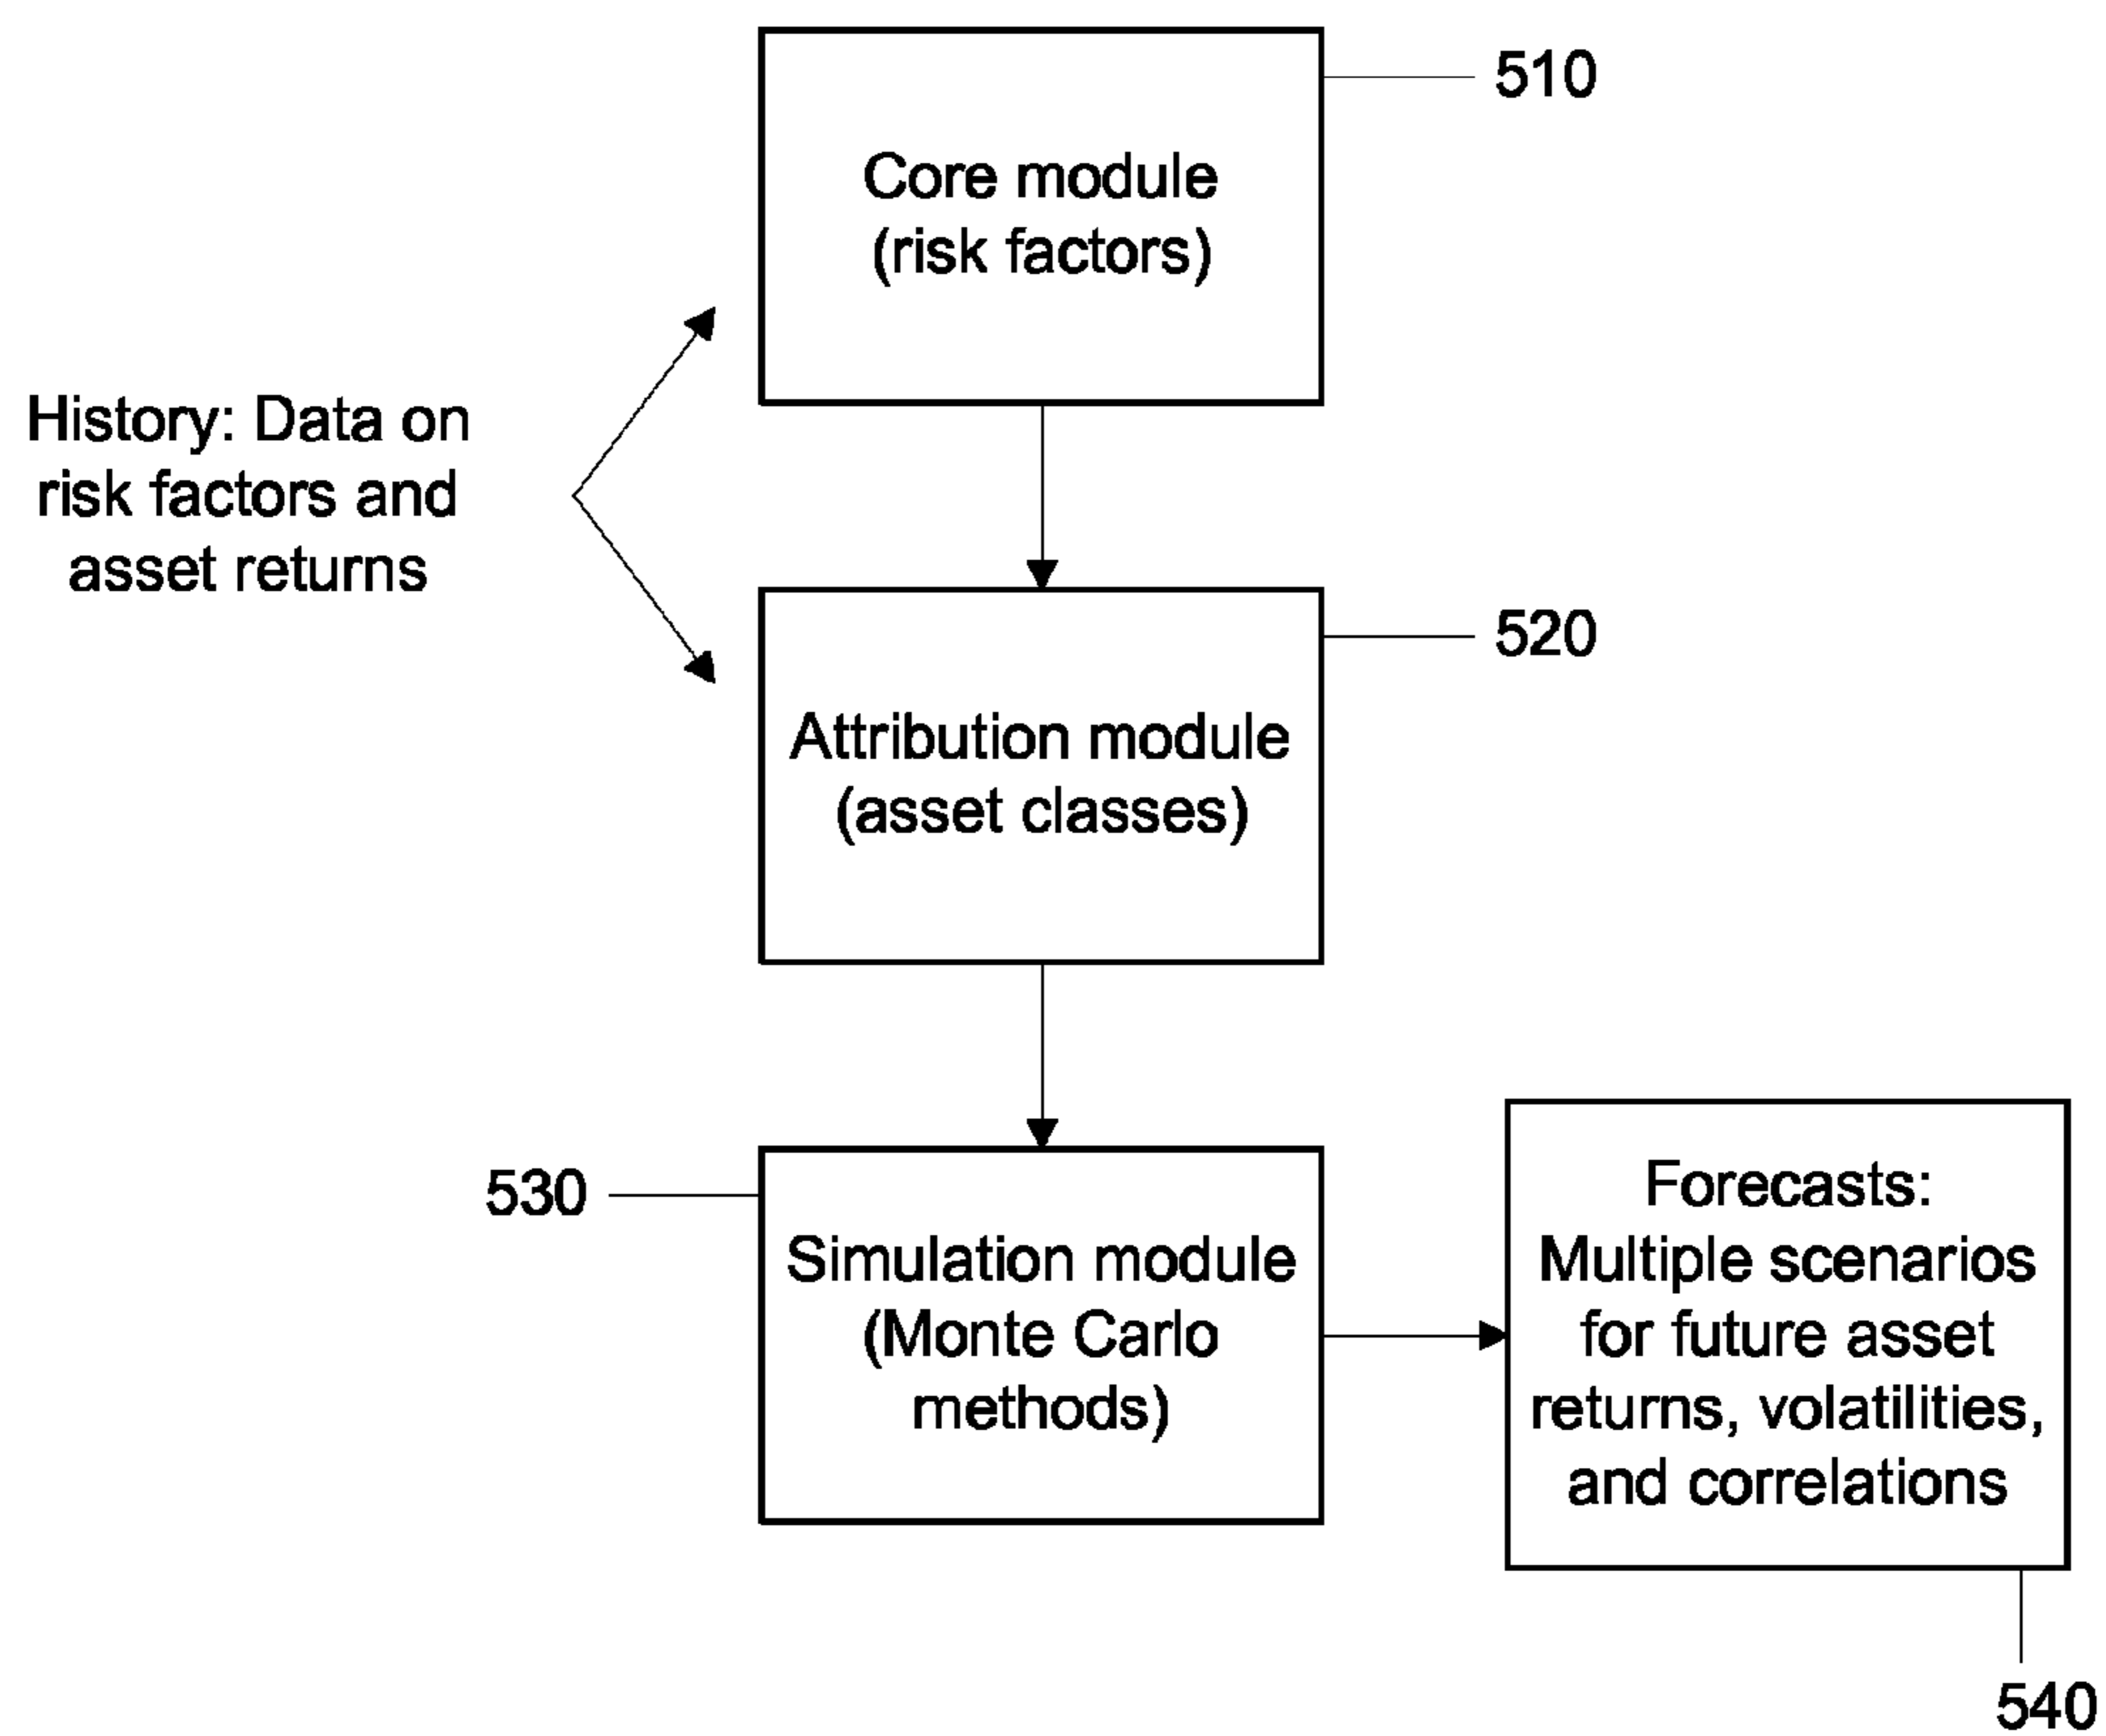 510
Core module
(risk factors)
History: Data on
risk factors and
asset returns
520
Attribution module
(asset classes)
530
Simulation module
(Monte Carlo
methods)
Forecasts:
Multiple scenarios
for future asset
returns, volatilities,
and correlations
540